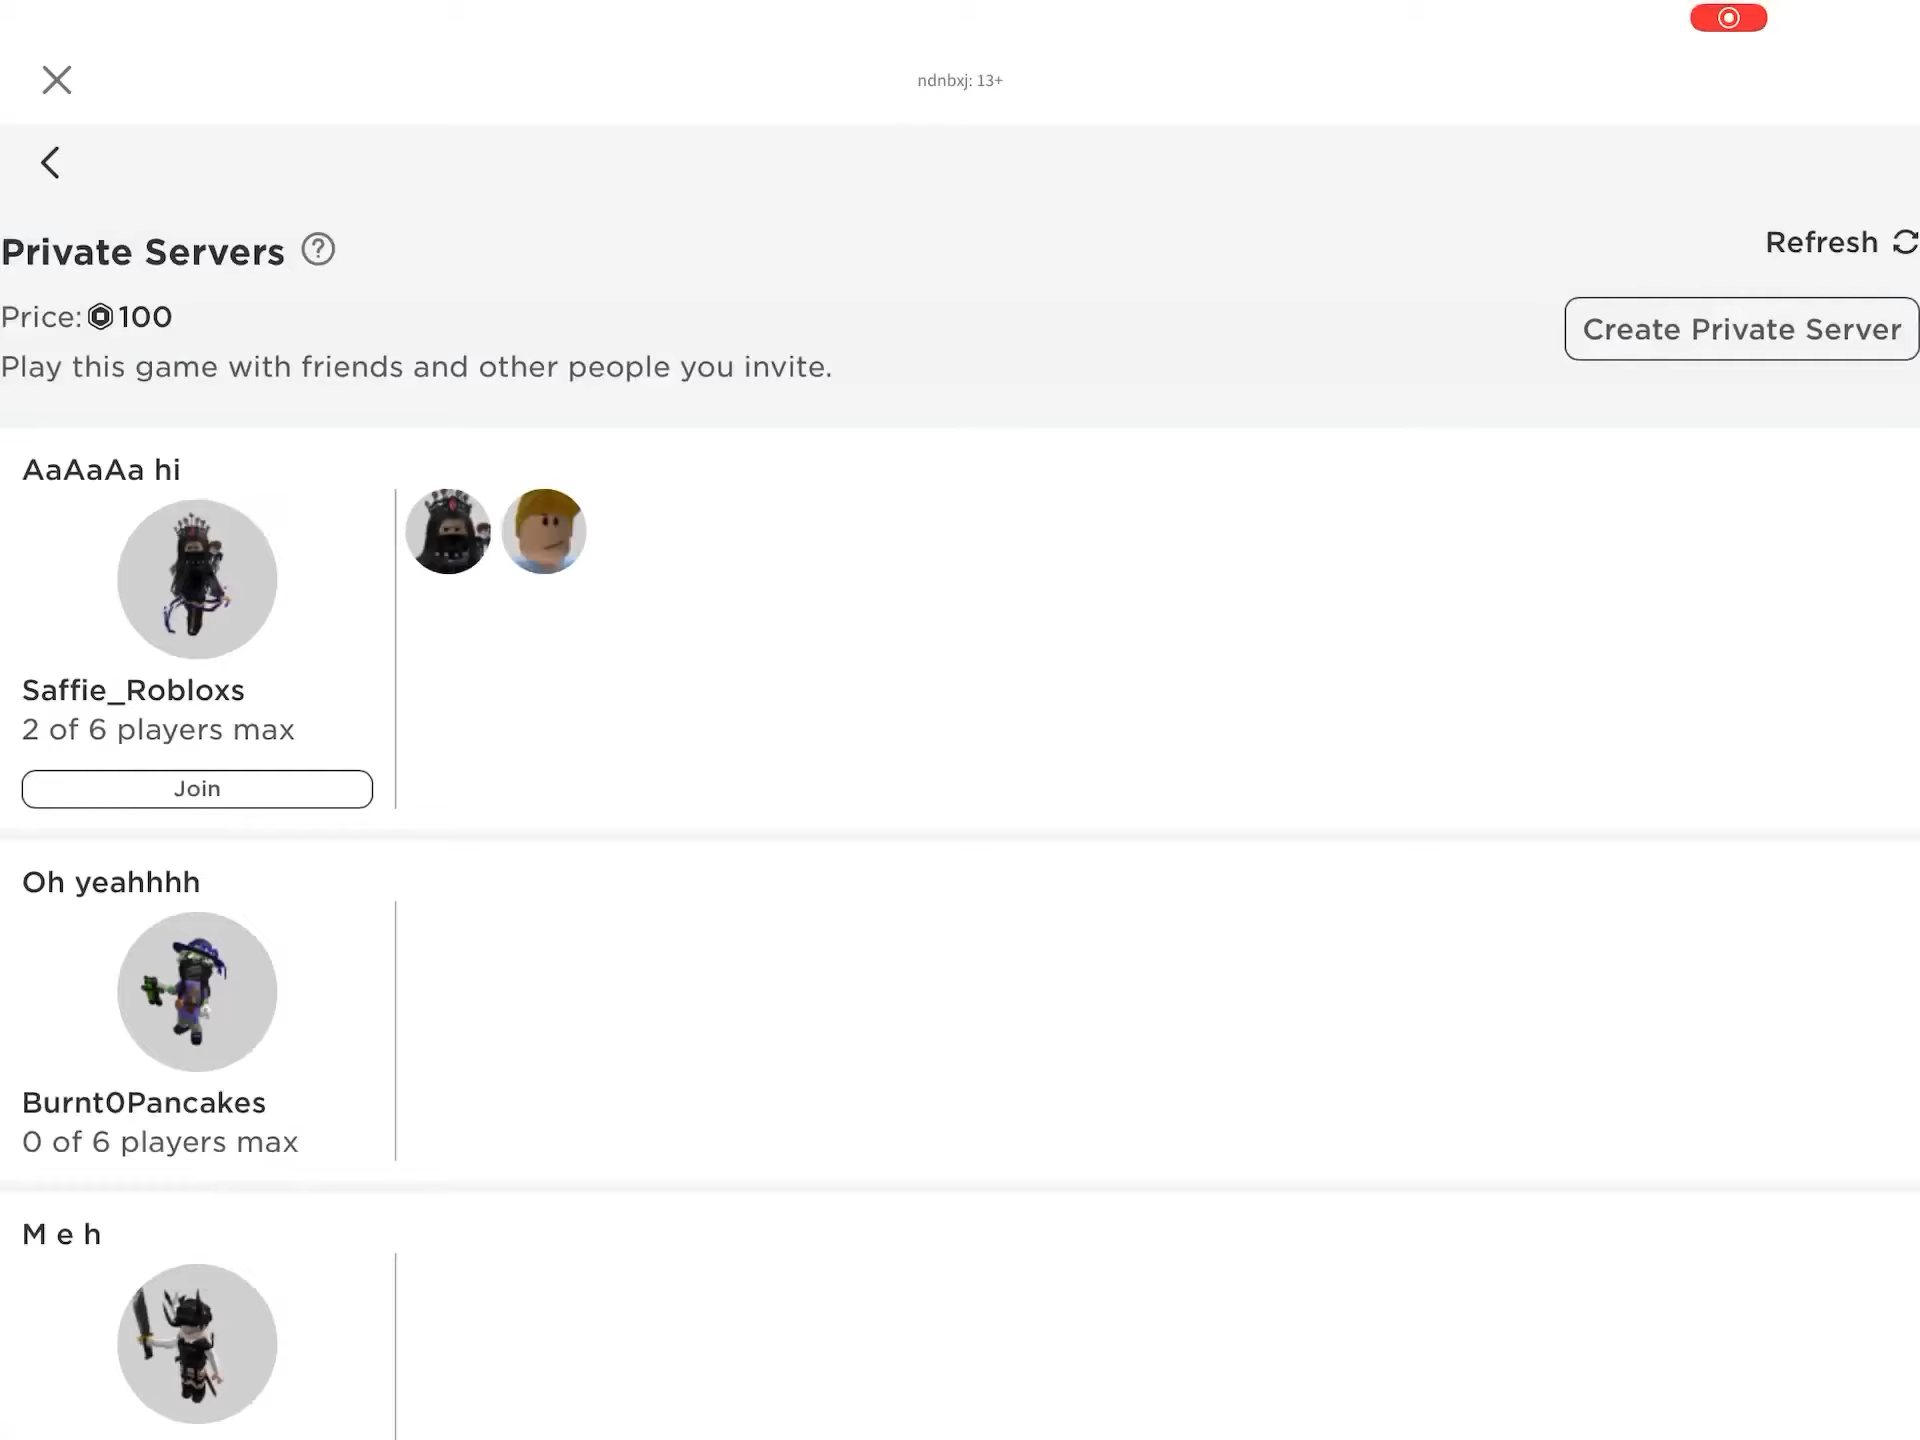 ndnbxj: 13+
Private Servers
Refresh
Price: 100
Create Private Server
Play this game with friends and other people you invite.
AaAaAa hi
Saffie_Robloxs
2 of 6 players max
Join
Oh yeahhhh
Burnt0Pancakes
0 of 6 players max
M e h